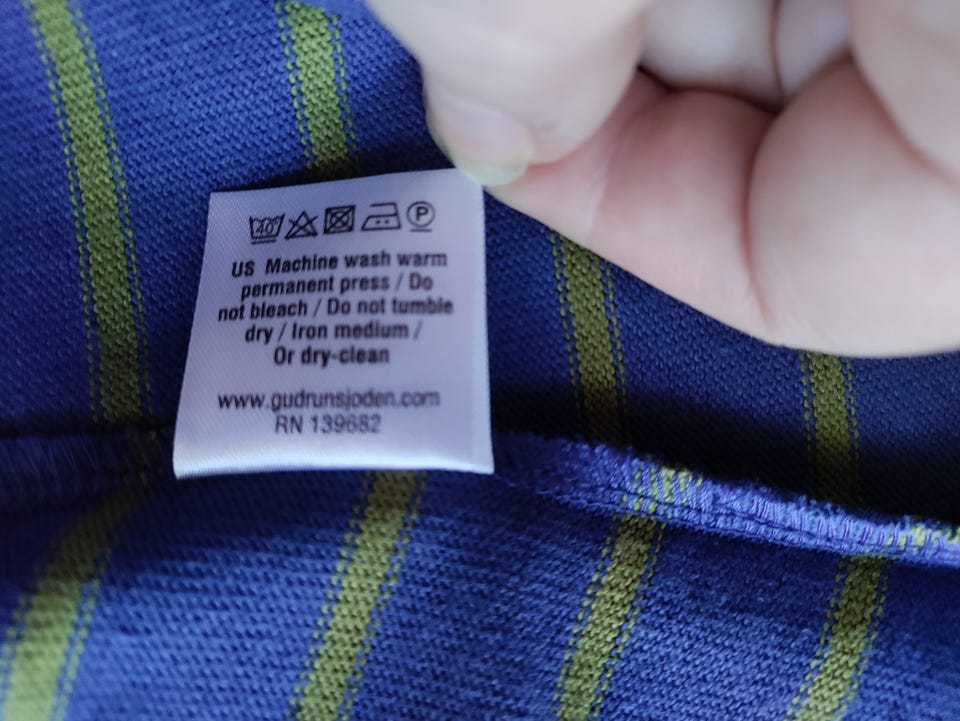 40 P
US Machine wash warm
permanent press / Do
not bleach / Do not tumble
dry / Iron medium /
Or dry-clean
www.gudrunsjoden.com
RN 139682